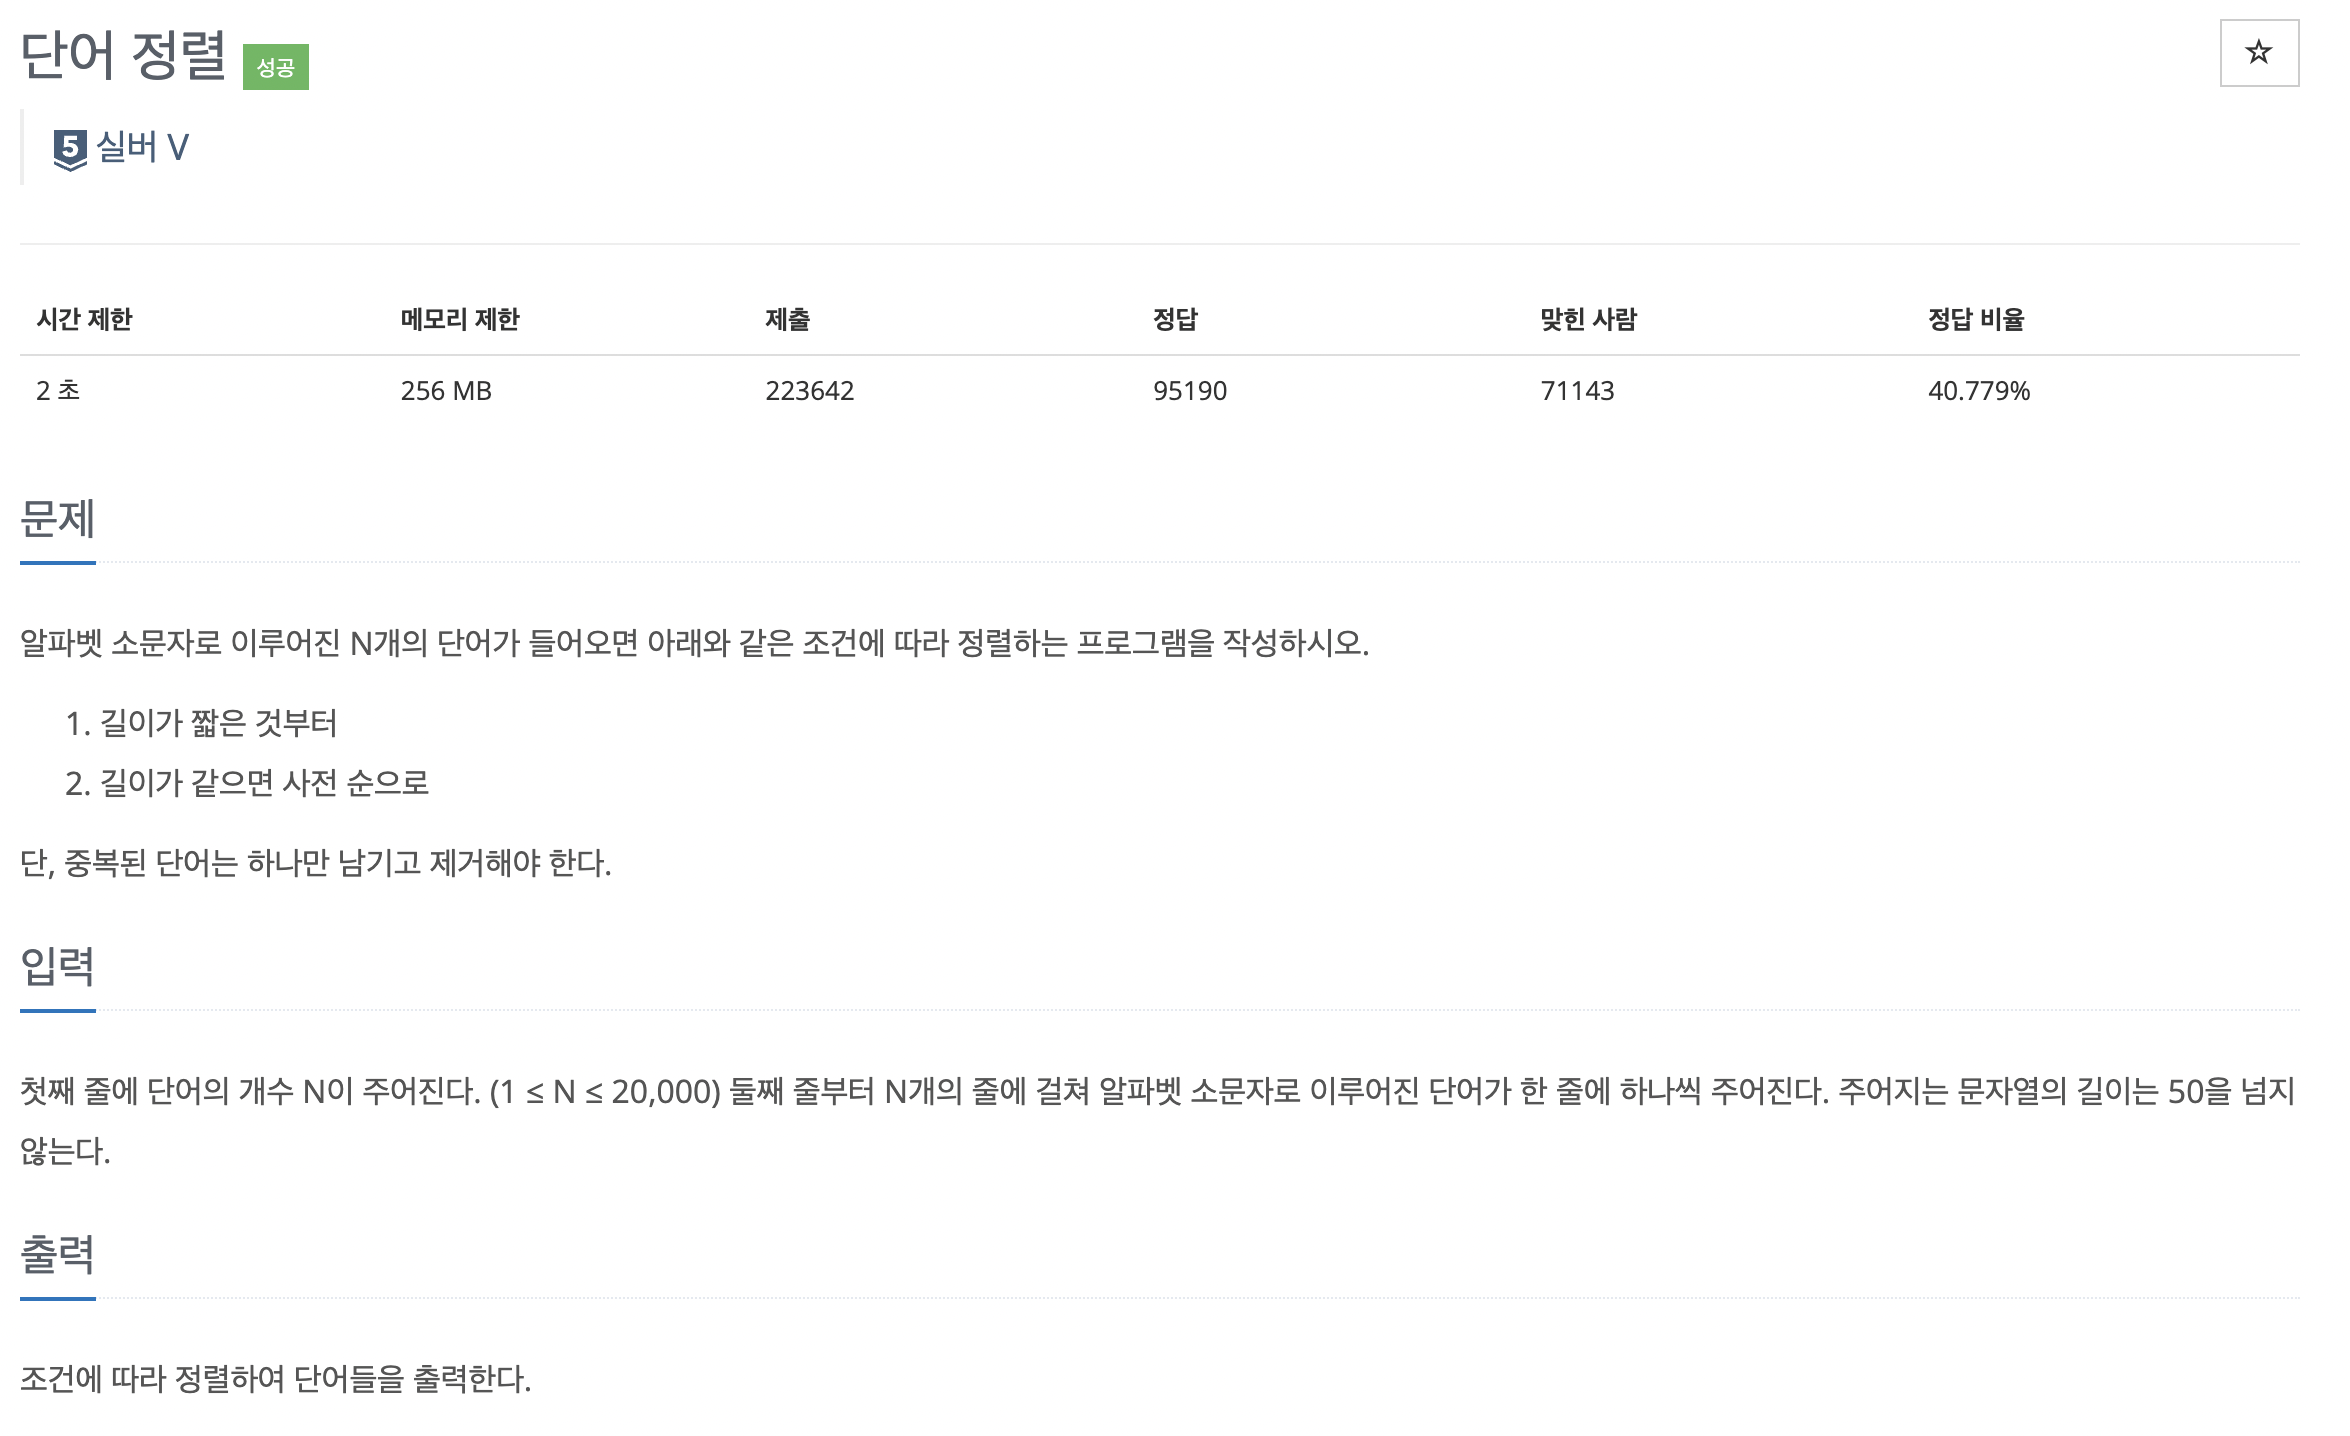 단어 정렬 성공
☆
5 실버 V
시간 제한 메모리 제한 제출 정답 맞힌 사람 정답 비율
2 초 256 MB 223642 95190 71143 40.779%
문제
알파벳 소문자로 이루어진 N개의 단어가 들어오면 아래와 같은 조건에 따라 정렬하는 프로그램을 작성하시오.
1. 길이가 짧은 것부터
2. 길이가 같으면 사전 순으로
단, 중복된 단어는 하나만 남기고 제거해야 한다.
입력
첫째 줄에 단어의 개수 N이 주어진다. (1 ≤ N ≤ 20,000) 둘째 줄부터 N개의 줄에 걸쳐 알파벳 소문자로 이루어진 단어가 한 줄에 하나씩 주어진다. 주어지는 문자열의 길이는 50을 넘지
않는다.
출력
조건에 따라 정렬하여 단어들을 출력한다.